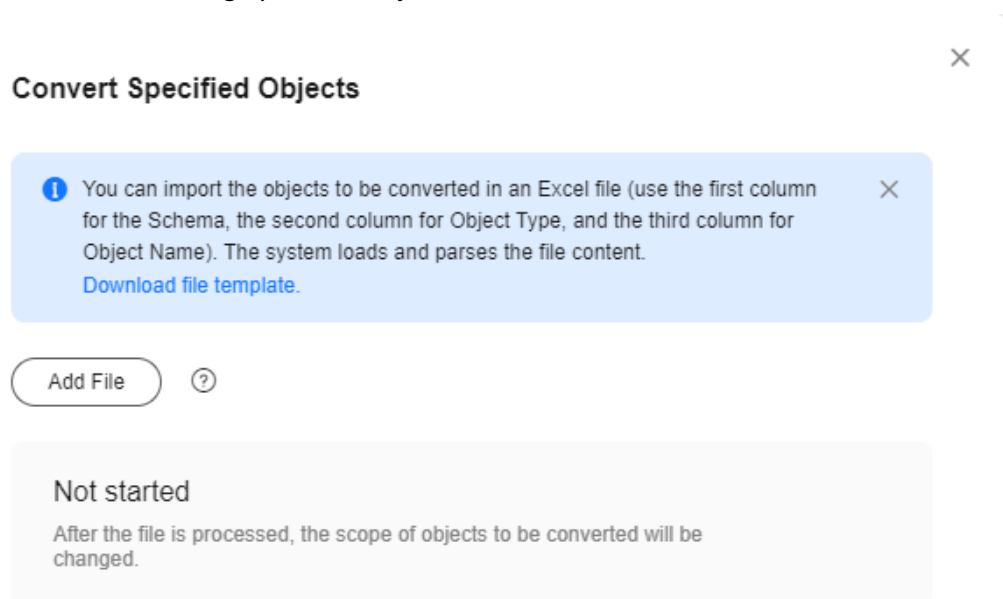 Convert Specified Objects
You can import the objects to be converted in an Excel file (use the first column
for the Schema, the second column for Object Type, and the third column for
Object Name). The system loads and parses the file content.
Download file template.
Add File
Not started
After the file is processed, the scope of objects to be converted will be
changed.